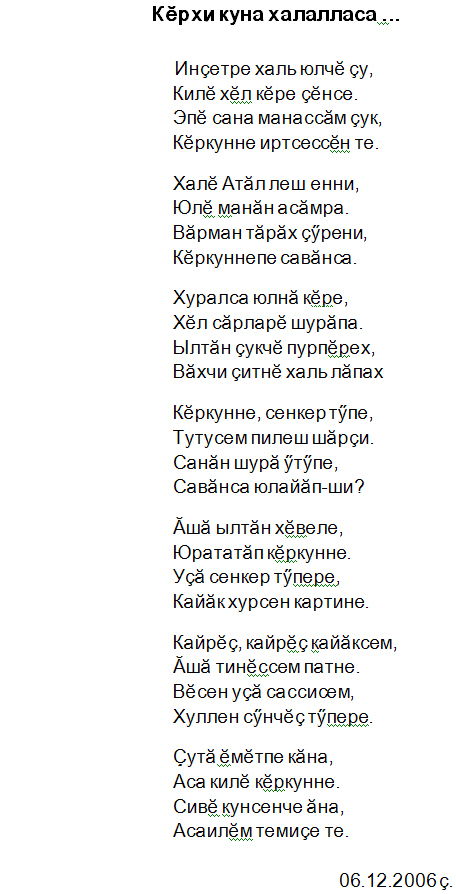 Кӗрхи куна халалласа ...
Инҫетре халь юлчӗ ҫу,
Килӗ хӗл кӗре ҫӗнсе.
Эпӗ сана манассӑм ҫук,
Кӗркунне иртсессӗн те.
Халӗ Атӑл леш енни,
Юлӗ манӑн асӑмра.
Вӑрман тӑрӑх ҫӳрени,
Кӗркуннепе савӑнса.
Хуралса юлнӑ кӗре,
Хӗл сӑрларӗ шурӑпа.
Ылтӑн ҫукчӗ пурпӗрех,
Вӑхчи ҫитнӗ халь лӑпах
Кӗркунне, сенкер тӳпе,
Тутусем пилеш шӑрҫи.
Санӑн шурӑ ӳтӳпе,
Савӑнса юлайӑп-ши?
Ӑшӑ ылтӑн хӗвеле,
Юрататӑп кӗркунне.
Уҫӑ сенкер тӳпере,
Кайӑк хурсен картине.
Кайрӗҫ, кайрӗҫ кайӑксем,
Ӑшӑ тинӗссем патне.
Вӗсен уҫӑ сассисем,
Хуллен сӳнчӗҫ тӳпере.
Ҫутӑ ӗмӗтпе кӑна,
Аса килӗ кӗркунне.
Сивӗ кунсенче ӑна,
Асаилӗм темиҫе те.
06.12.2006 ҫ.